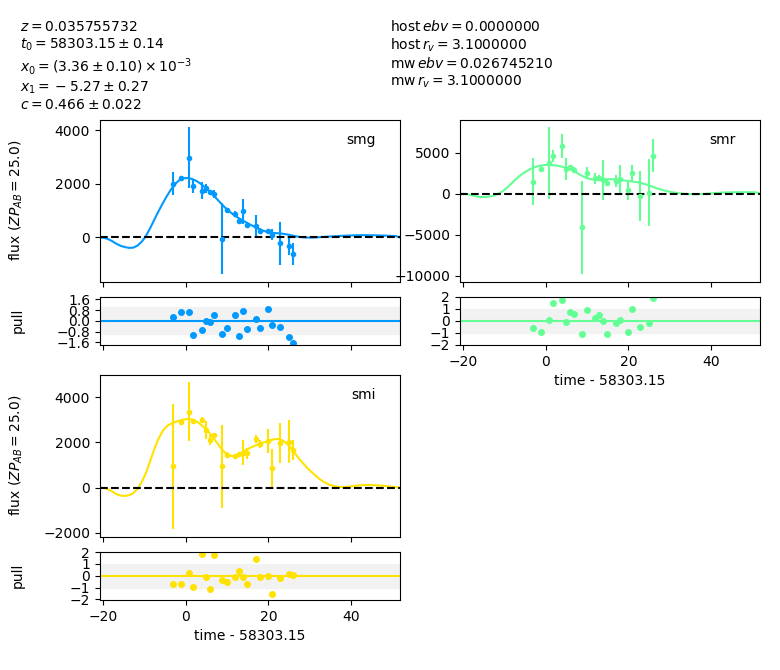 z = 0.035755732
t₀ = 58303.15 ± 0.14
x₀ = (3.36 ± 0.10) × 10⁻³
x₁ = −5.27 ± 0.27
c = 0.466 ± 0.022
host ebv = 0.0000000
host r_v = 3.1000000
mw ebv = 0.026745210
mw r_v = 3.1000000
smg
flux (ZP_AB = 25.0)
4000
2000
0
pull
1.6
0.8
0.0
−0.8
−1.6
smr
5000
0
−5000
−10000
2
1
0
−1
−2
−20 0 20 40
time - 58303.15
smi
flux (ZP_AB = 25.0)
4000
2000
0
−2000
pull
2
1
0
−1
−2
−20 0 20 40
time - 58303.15